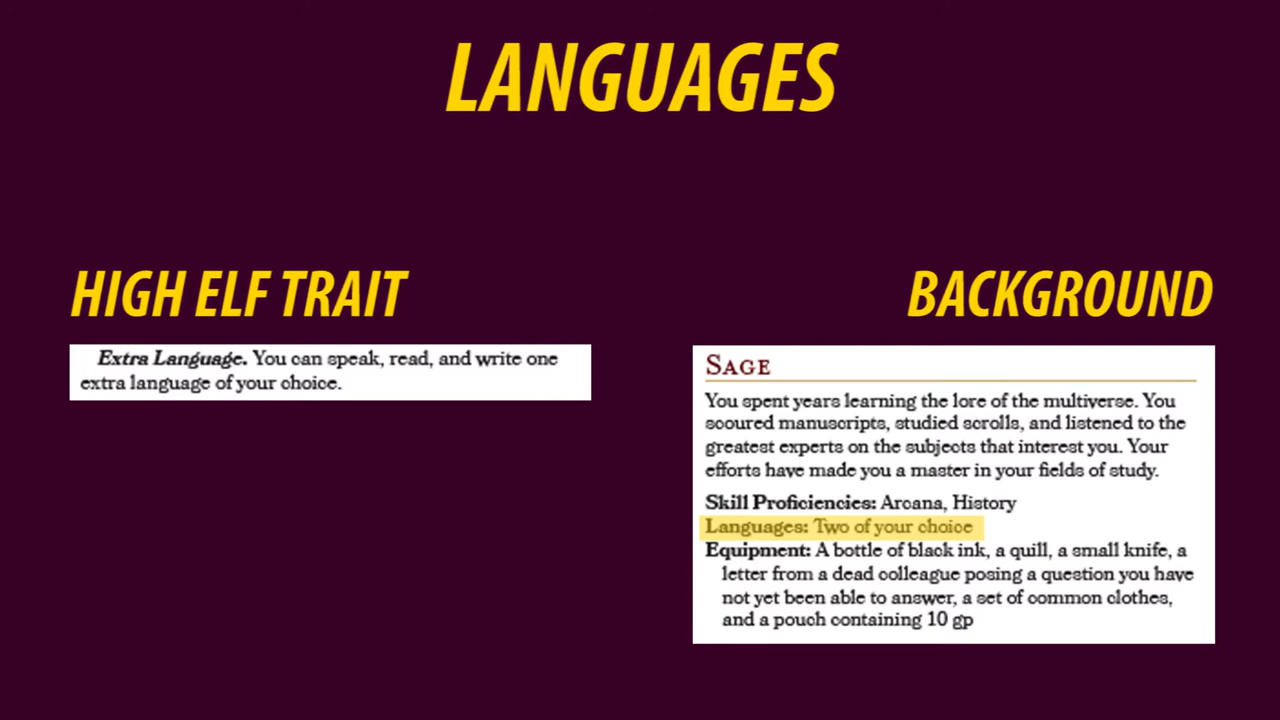 LANGUAGES
HIGH ELF TRAIT
Extra Language. You can speak, read, and write one
extra language of your choice.
BACKGROUND
SAGE
You spent years learning the lore of the multiverse. You
scoured manuscripts, studied scrolls, and listened to the
greatest experts on the subjects that interest you. Your
efforts have made you a master in your fields of study.
Skill Proficiencies: Arcana, History
Languages: Two of your choice
Equipment: A bottle of black ink, a quill, a small knife, a
letter from a dead colleague posing a question you have
not yet been able to answer, a set of common clothes,
and a pouch containing 10 gp